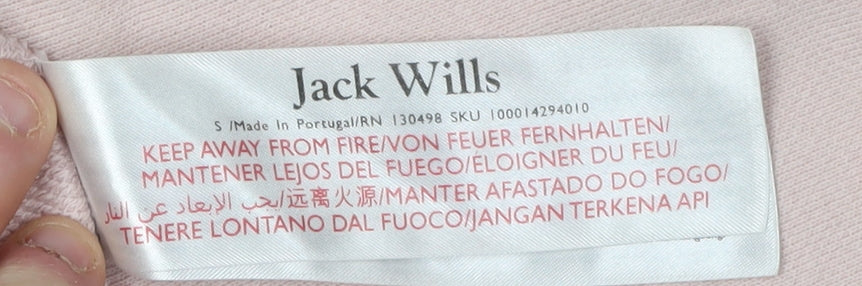 Jack Wills
S /Made In Portugal/RN 130498 SKU 100014294010
KEEP AWAY FROM FIRE/VON FEUER FERNHALTEN/
MANTENER LEJOS DEL FUEGO/ÉLOIGNER DU FEU/
يجب الإبعاد عن النار/远离火源/MANTER AFASTADO DO FOGO/
TENERE LONTANO DAL FUOCO/JANGAN TERKENA API